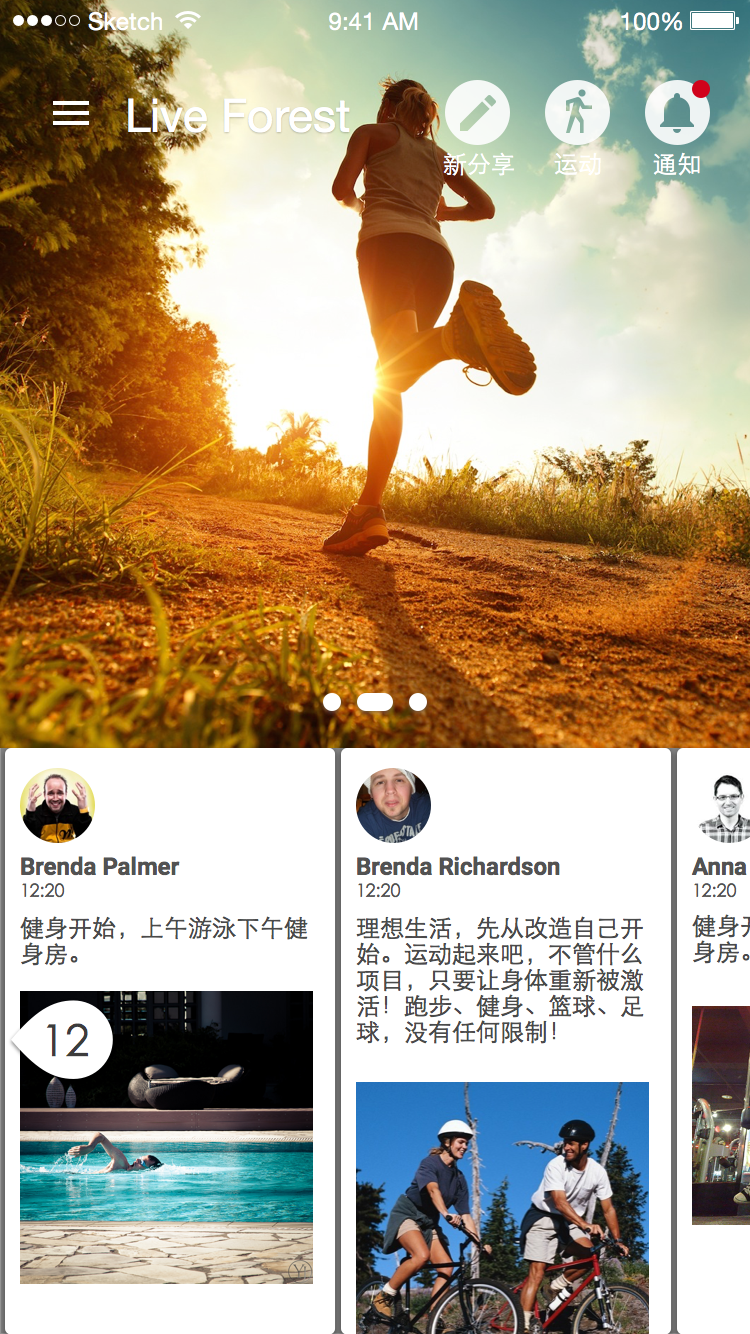 Sketch 9:41 AM 100%
Live Forest
新分享 运动 通知
Brenda Palmer
12:20
健身开始，上午游泳下午健
身房。
12
Brenda Richardson
12:20
理想生活，先从改造自己开
始。运动起来吧，不管什么
项目，只要让身体重新被激
活！跑步、健身、篮球、足
球，没有任何限制！
Anna
12:20
健身开
身房。